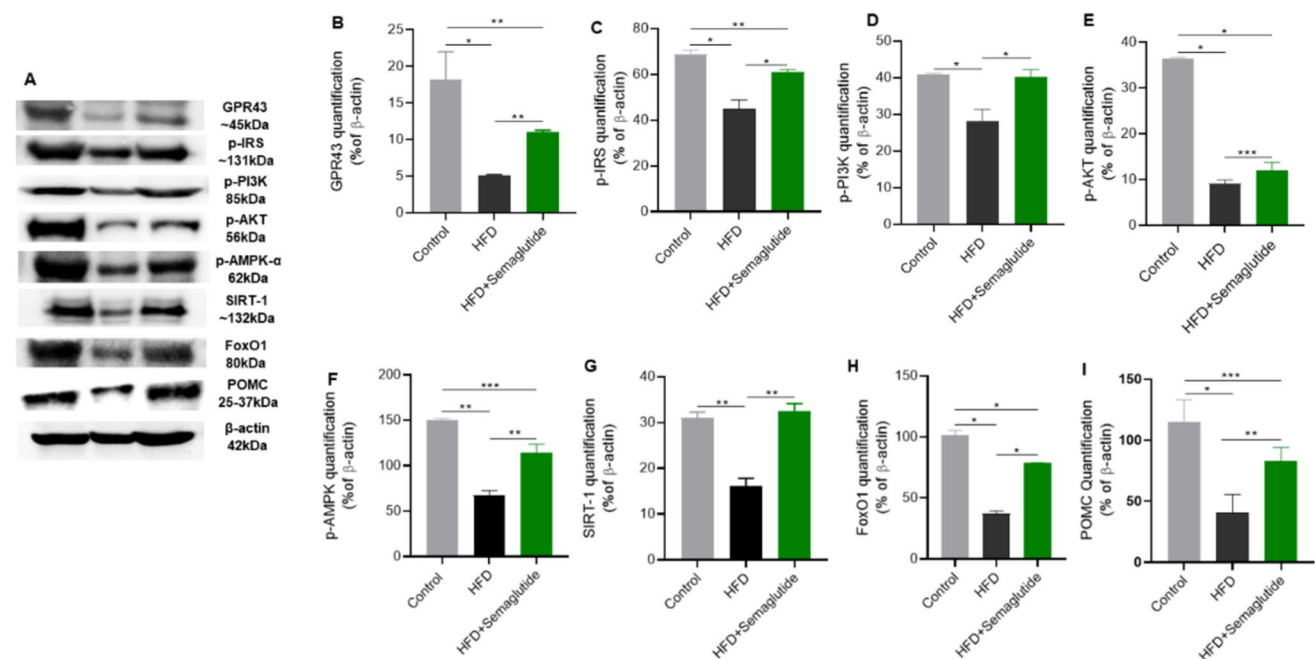 A
GPR43
~45kDa
p-IRS
~131kDa
p-PI3K
85kDa
p-AKT
56kDa
p-AMPK-α
62kDa
SIRT-1
~132kDa
FoxO1
80kDa
POMC
25-37kDa
β-actin
42kDa
B
GPR43 quantification
(%of β-actin)
25
20
15
10
5
0
**
*
**
Control
HFD
HFD+Semaglutide
C
p-IRS quantification
(% of β-actin)
80
60
40
20
0
**
*
*
Control
HFD
HFD+Semaglutide
D
p-PI3K quantification
(% of β-actin)
50
40
30
20
10
0
*
*
Control
HFD
HFD+Semaglutide
E
p-AKT quantification
(% of β-actin)
40
30
20
10
0
*
*
***
Control
HFD
HFD+Semaglutide
F
p-AMPK quantification
(%of β-actin)
200
150
100
50
0
***
**
**
Control
HFD
HFD+Semaglutide
G
SIRT-1 quantification
(% of β-actin)
40
30
20
10
0
**
**
Control
HFD
HFD+Semaglutide
H
FoxO1 quantification
(% of β-actin)
150
100
50
0
*
*
*
Control
HFD
HFD+Semaglutide
I
POMC Quantification
(% of β-actin)
150
100
50
0
***
*
**
Control
HFD
HFD+Semaglutide